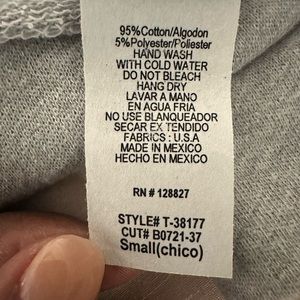 95%Cotton/Algodon
5%Polyester/Poliester
HAND WASH
WITH COLD WATER
DO NOT BLEACH
HANG DRY
LAVAR A MANO
EN AGUA FRIA
NO USE BLANQUEADOR
SECAR EX TENDIDO
FABRICS : U.S.A
MADE IN MEXICO
HECHO EN MEXICO
RN # 128827
STYLE# T-38177
CUT# B0721-37
Small(chico)